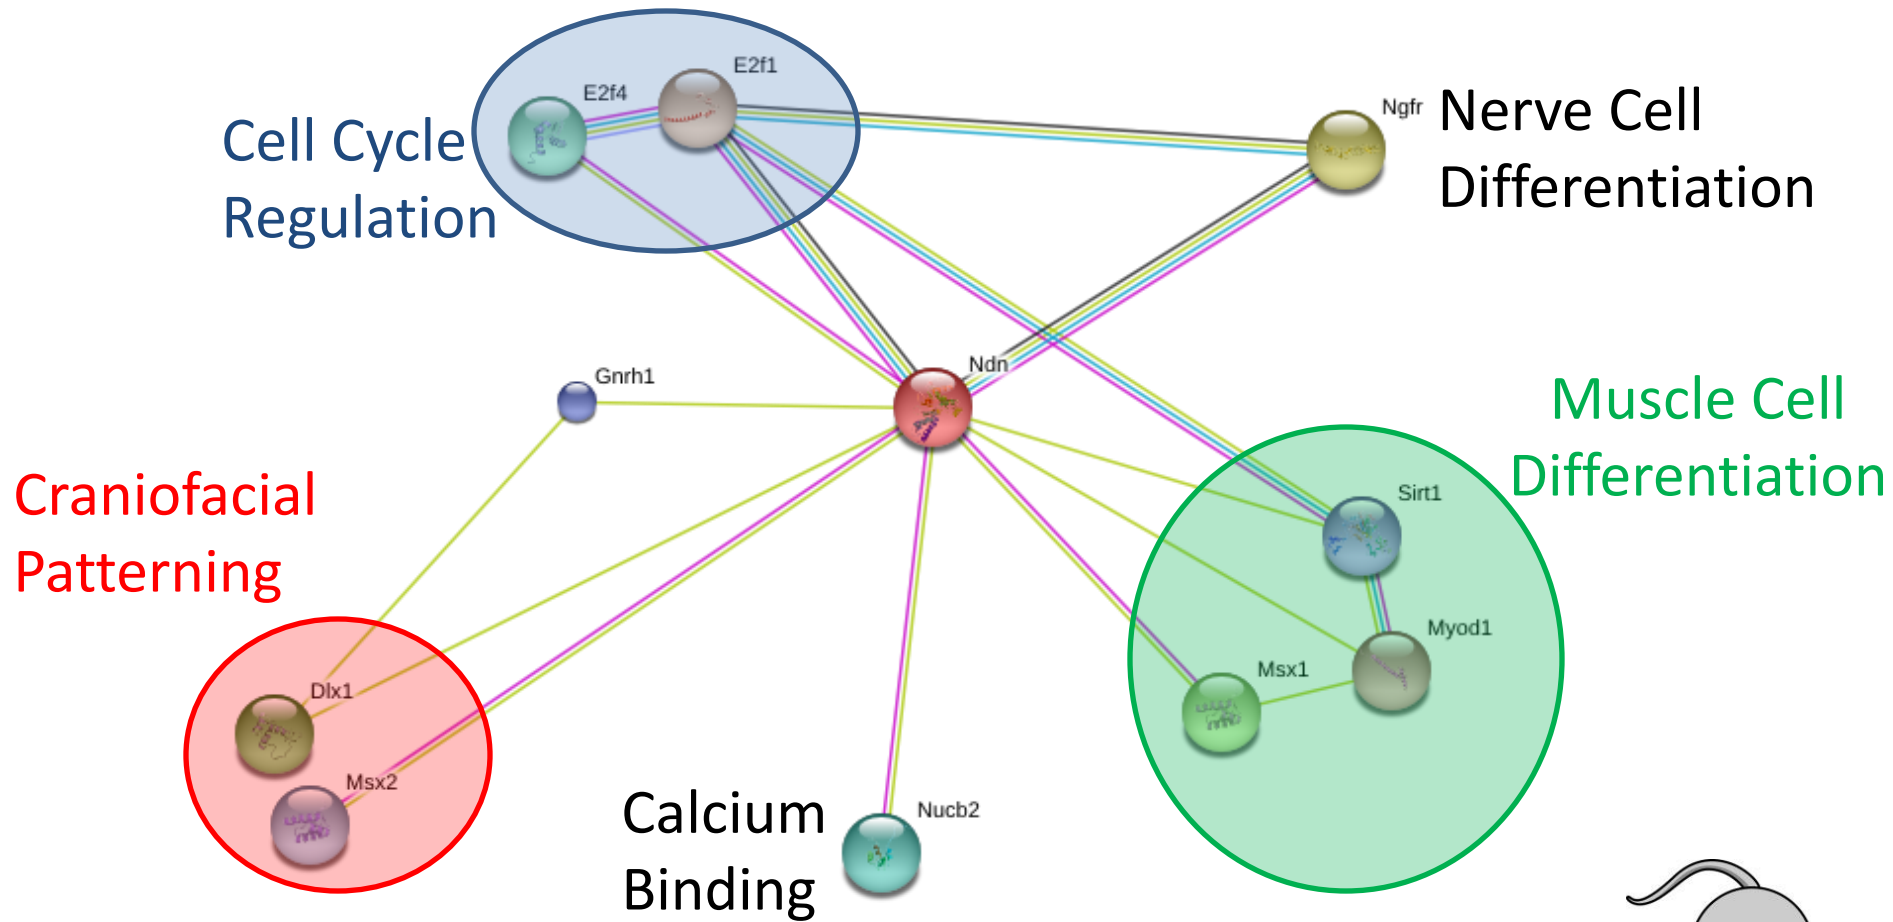 E2f1
E2f4
Ngfr
Nerve Cell
Differentiation
Cell Cycle
Regulation
Ndn
Gnrh1
Muscle Cell
Differentiation
Craniofacial
Patterning
Sirt1
Myod1
Msx1
Dlx1
Msx2
Calcium
Binding
Nucb2